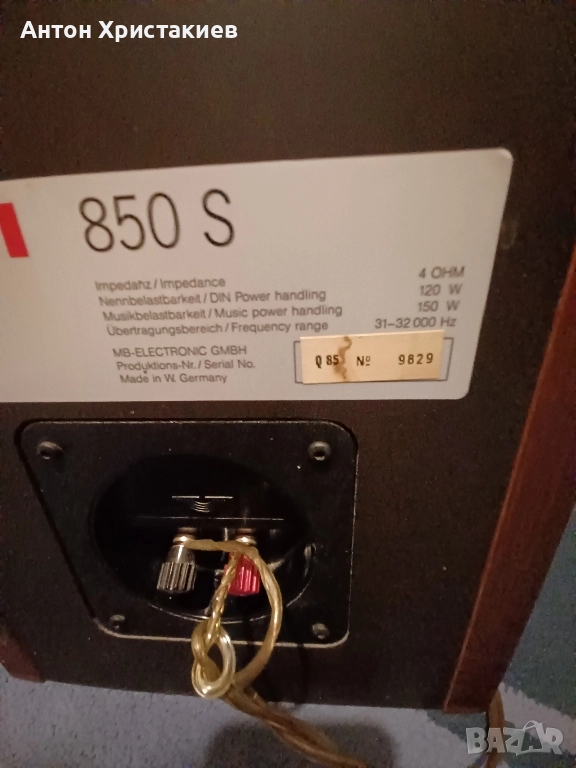 Антон Христакиев
850 S
Impedanz / Impedance 4 OHM
Nennbelastbarkeit / DIN Power handling 120 W
Musikbelastbarkeit / Music power handling 150 W
Übertragungsbereich / Frequency range 31–32 000 Hz
MB-ELECTRONIC GMBH
Produktions-Nr. / Serial No. Q 85 No 9829
Made in W. Germany
BAZAR